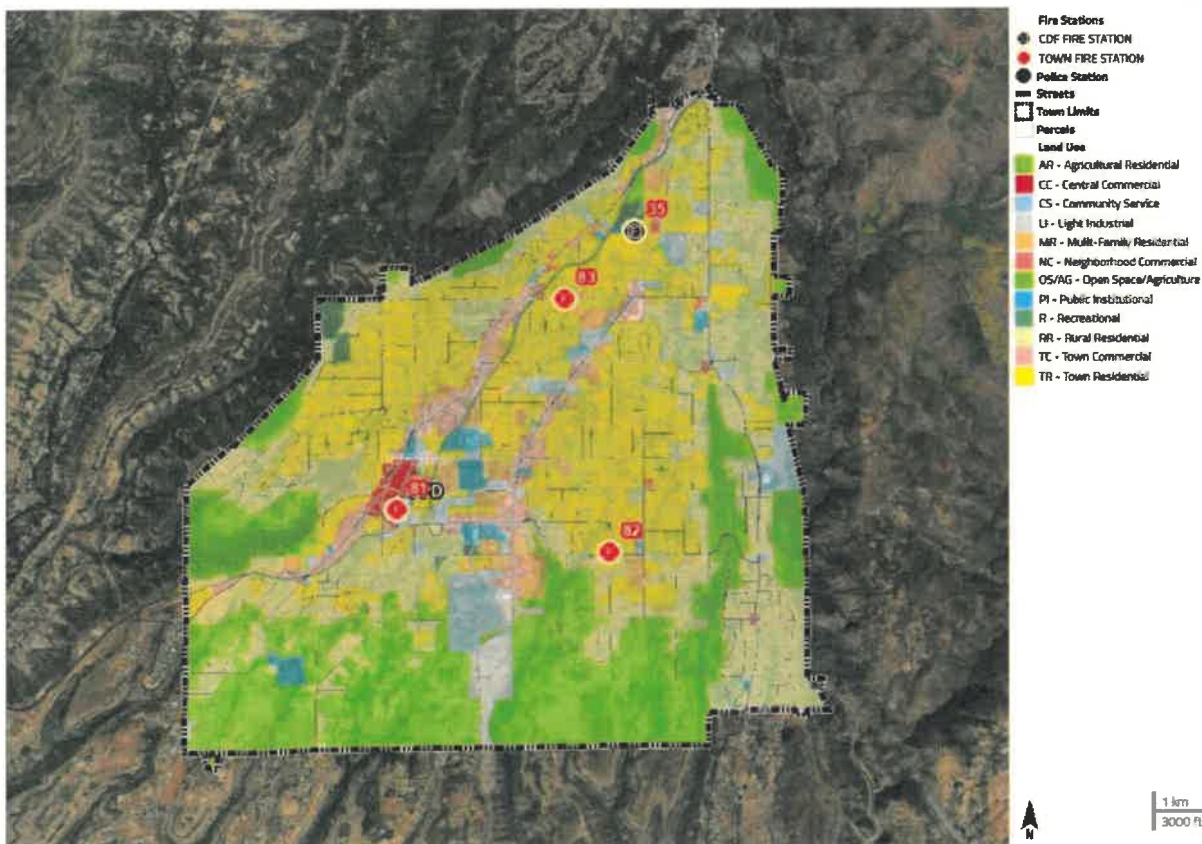 Fire Stations
CDF FIRE STATION
TOWN FIRE STATION
Police Station
Streets
Town Limits
Parcels
Land Use
AR - Agricultural Residential
CC - Central Commercial
CS - Community Service
LI - Light Industrial
MR - Multi-Family Residential
NC - Neighborhood Commercial
OS/AG - Open Space/Agriculture
PI - Public Institutional
R - Recreational
RR - Rural Residential
TC - Town Commercial
TR - Town Residential
35
83
81
D
82
N
1 km
3000 ft